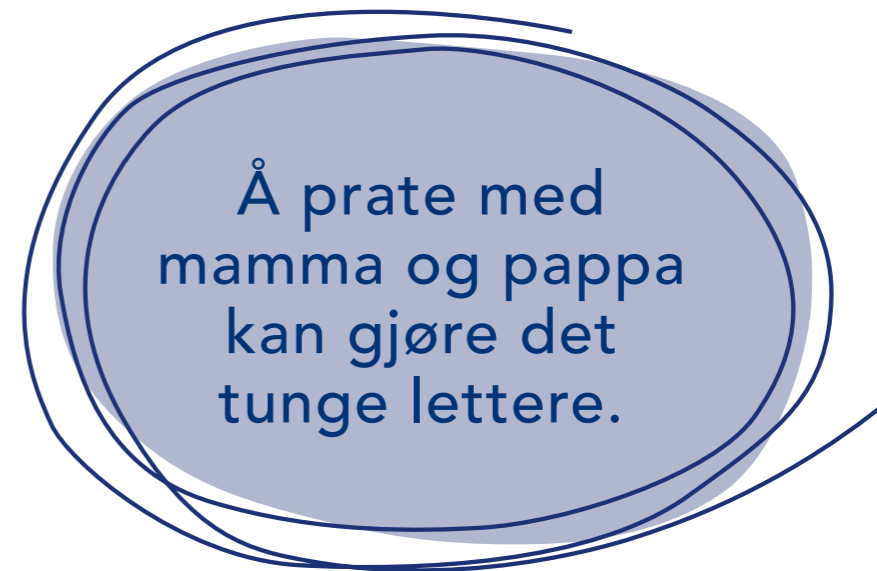 Å prate med
mamma og pappa
kan gjøre det
tunge lettere.